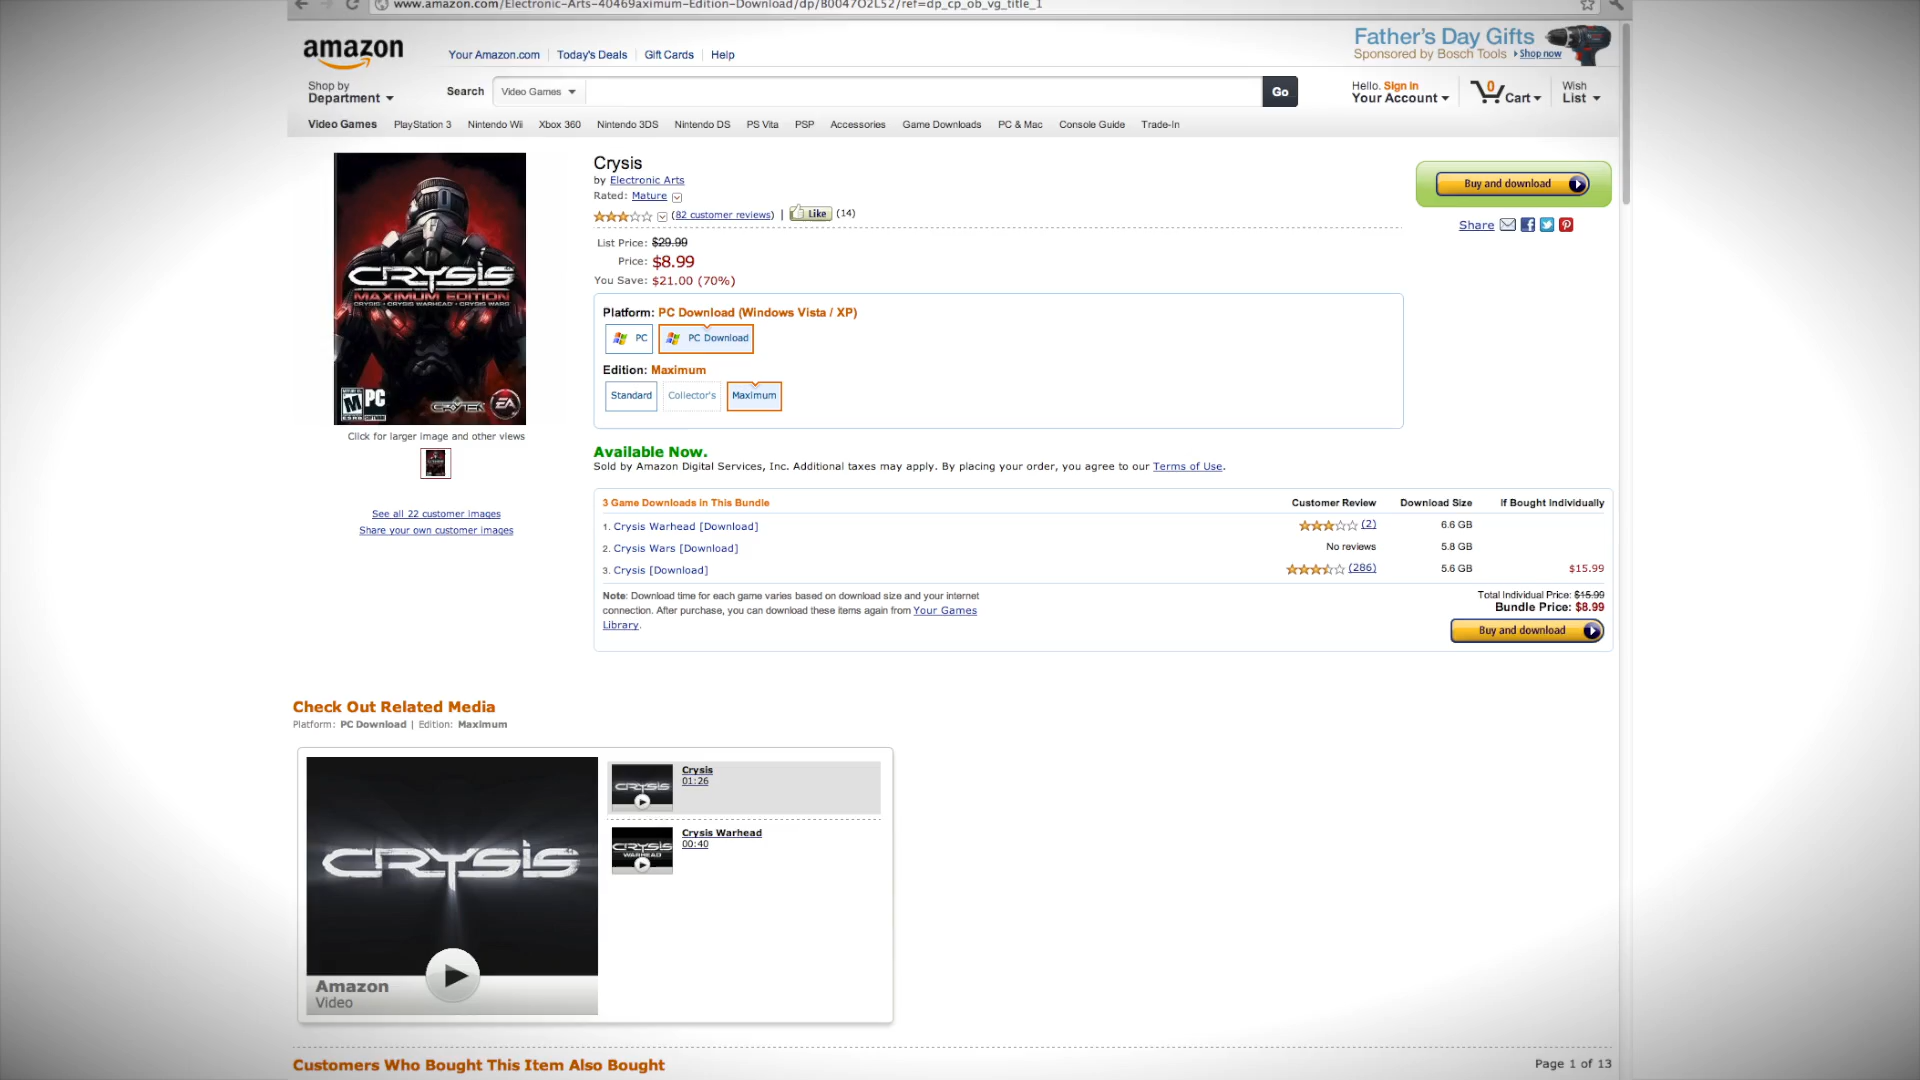 www.amazon.com/Electronic-Arts-40469aximum-Edition-Download/dp/B0047O2L52/ref=dp_cp_ob_vg_title_1
amazon
Your Amazon.com | Today's Deals | Gift Cards | Help
Father's Day Gifts
Sponsored by Bosch Tools Shop now
Shop by
Department
Search Video Games Go
Hello. Sign in
Your Account
0 Cart
Wish
List
Video Games PlayStation 3 Nintendo Wii Xbox 360 Nintendo 3DS Nintendo DS PS Vita PSP Accessories Game Downloads PC & Mac Console Guide Trade-In
CRYSIS
MAXIMUM EDITION
CRYSIS • CRYSIS WARHEAD • CRYSIS WARS
M PC
CRYTEK EA
Click for larger image and other views
See all 22 customer images
Share your own customer images
Crysis
by Electronic Arts
Rated: Mature
(82 customer reviews) | Like (14)
List Price: $29.99
Price: $8.99
You Save: $21.00 (70%)
Buy and download
Share
Platform: PC Download (Windows Vista / XP)
PC PC Download
Edition: Maximum
Standard Collector's Maximum
Available Now.
Sold by Amazon Digital Services, Inc. Additional taxes may apply. By placing your order, you agree to our Terms of Use.
3 Game Downloads in This Bundle Customer Review Download Size If Bought Individually
1. Crysis Warhead [Download] (2) 6.6 GB
2. Crysis Wars [Download] No reviews 5.8 GB
3. Crysis [Download] (286) 5.6 GB $15.99
Note: Download time for each game varies based on download size and your internet
connection. After purchase, you can download these items again from Your Games
Library.
Total Individual Price: $15.99
Bundle Price: $8.99
Buy and download
Check Out Related Media
Platform: PC Download | Edition: Maximum
CRYSIS
Amazon
Video
CRYSIS
Crysis
01:26
CRYSIS
WARHEAD
Crysis Warhead
00:40
Customers Who Bought This Item Also Bought
Page 1 of 13